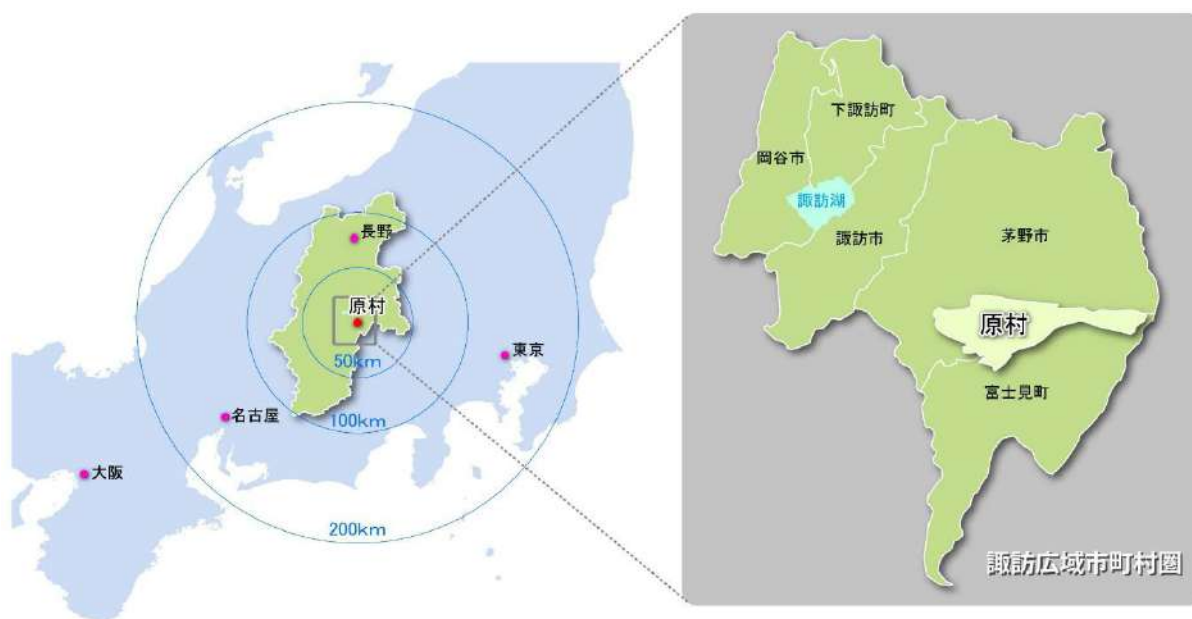 長野
原村
50km
東京
名古屋
100km
大阪
200km
下諏訪町
岡谷市
諏訪湖
諏訪市
茅野市
原村
富士見町
諏訪広域市町村圏